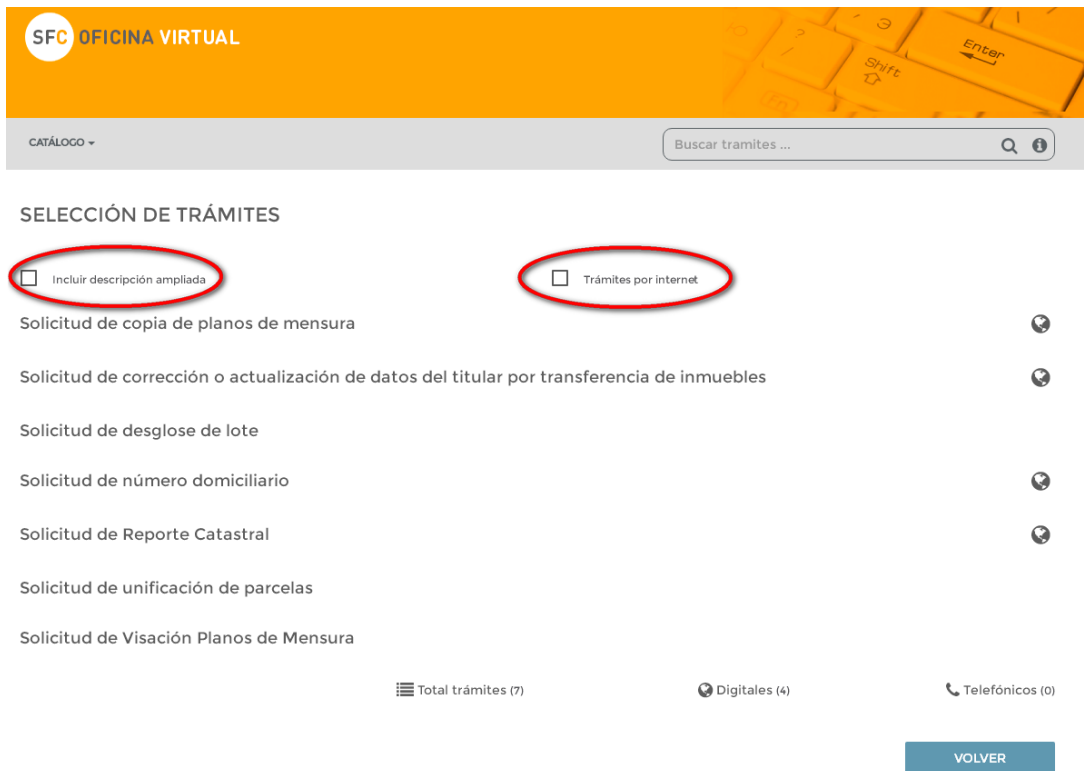 SFC OFICINA VIRTUAL
Enter
Shift
Fn
CATÁLOGO
Buscar tramites ...
SELECCIÓN DE TRÁMITES
Incluir descripción ampliada
Trámites por internet
Solicitud de copia de planos de mensura
Solicitud de corrección o actualización de datos del titular por transferencia de inmuebles
Solicitud de desglose de lote
Solicitud de número domiciliario
Solicitud de Reporte Catastral
Solicitud de unificación de parcelas
Solicitud de Visación Planos de Mensura
Total trámites (7)
Digitales (4)
Telefónicos (0)
VOLVER